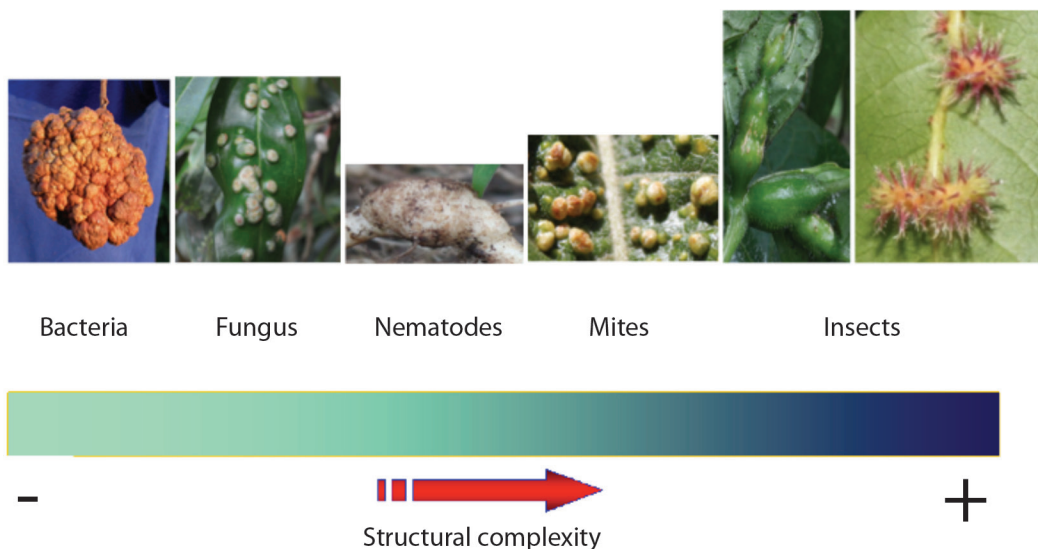 Bacteria
Fungus
Nematodes
Mites
Insects
-
+
Structural complexity